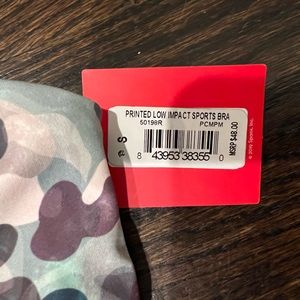 PRINTED LOW IMPACT SPORTS BRA
50198R PCMPM
S
8 43953 38355 0
MSRP $48.00